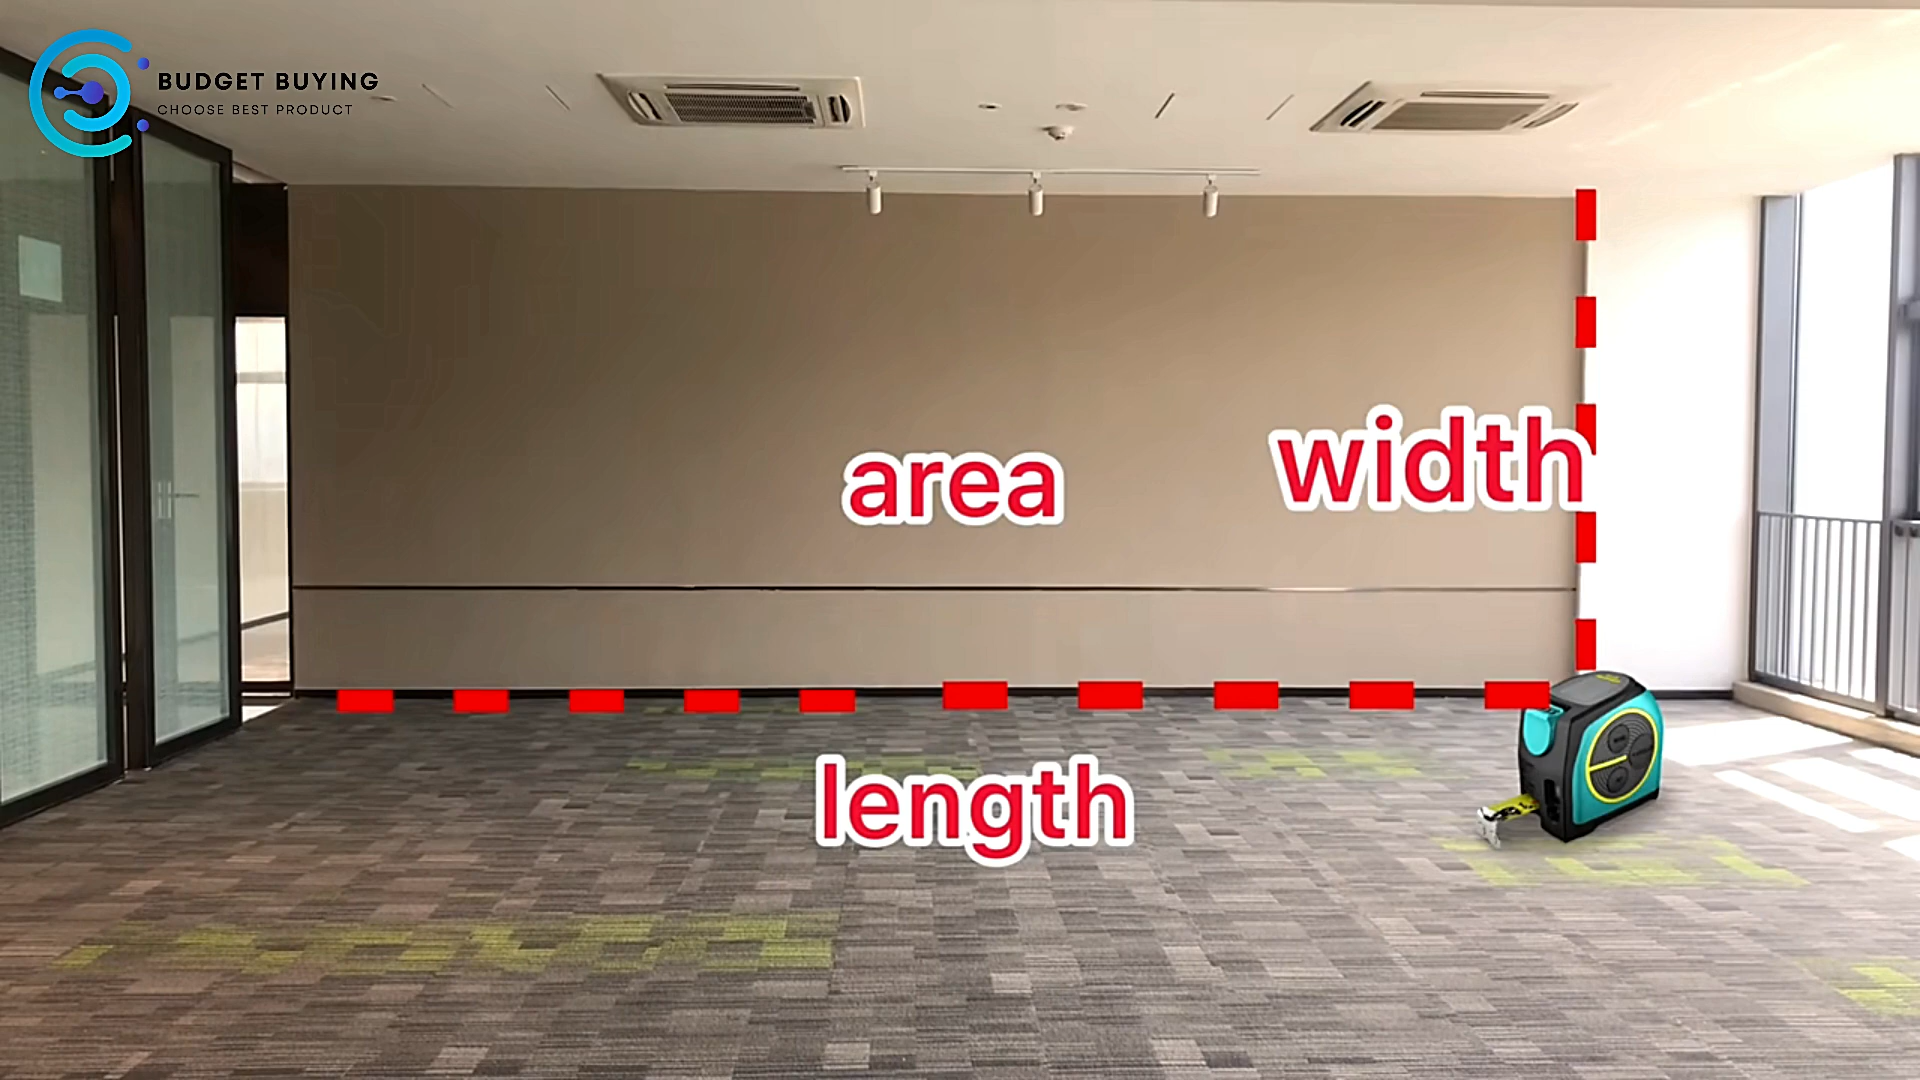 BUDGET BUYING
CHOOSE BEST PRODUCT
area
width
length